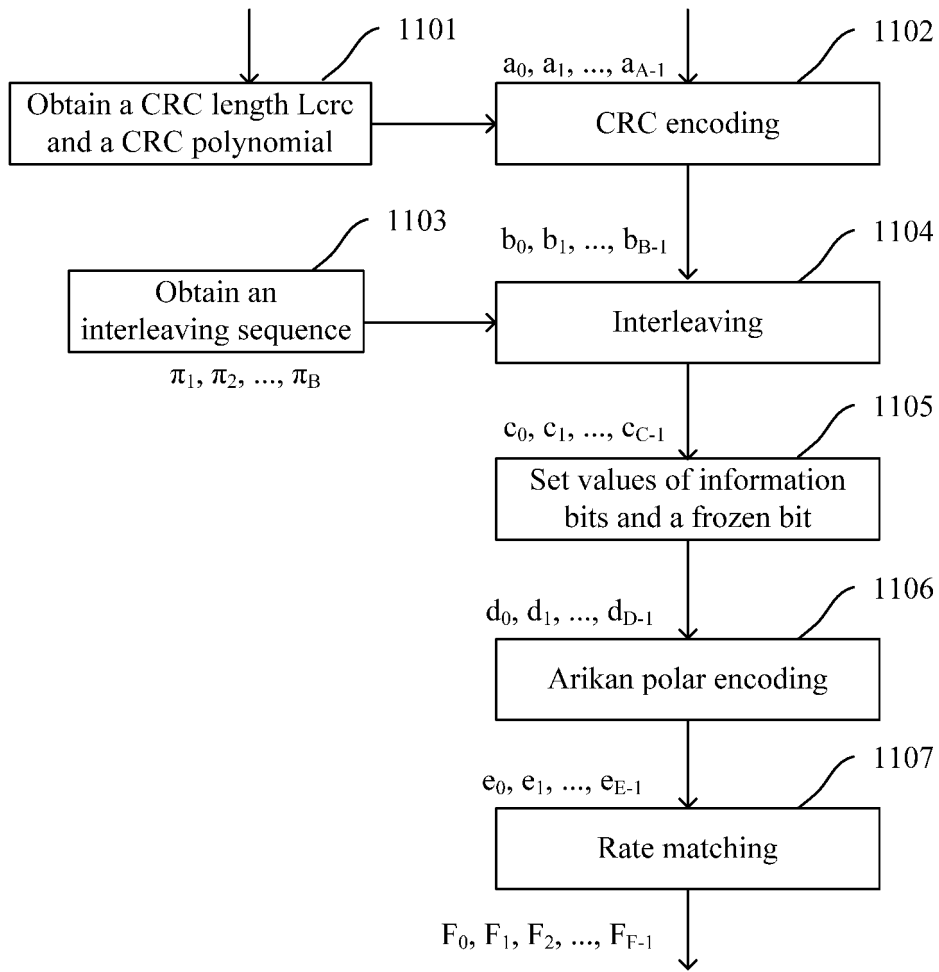 1101
1102
a0, a1, ..., aA-1
Obtain a CRC length Lcrc
and a CRC polynomial
CRC encoding
1103
1104
b0, b1, ..., bB-1
Obtain an
interleaving sequence
Interleaving
π1, π2, ..., πB
1105
c0, c1, ..., cC-1
Set values of information
bits and a frozen bit
1106
d0, d1, ..., dD-1
Arikan polar encoding
1107
e0, e1, ..., eE-1
Rate matching
F0, F1, F2, ..., FF-1